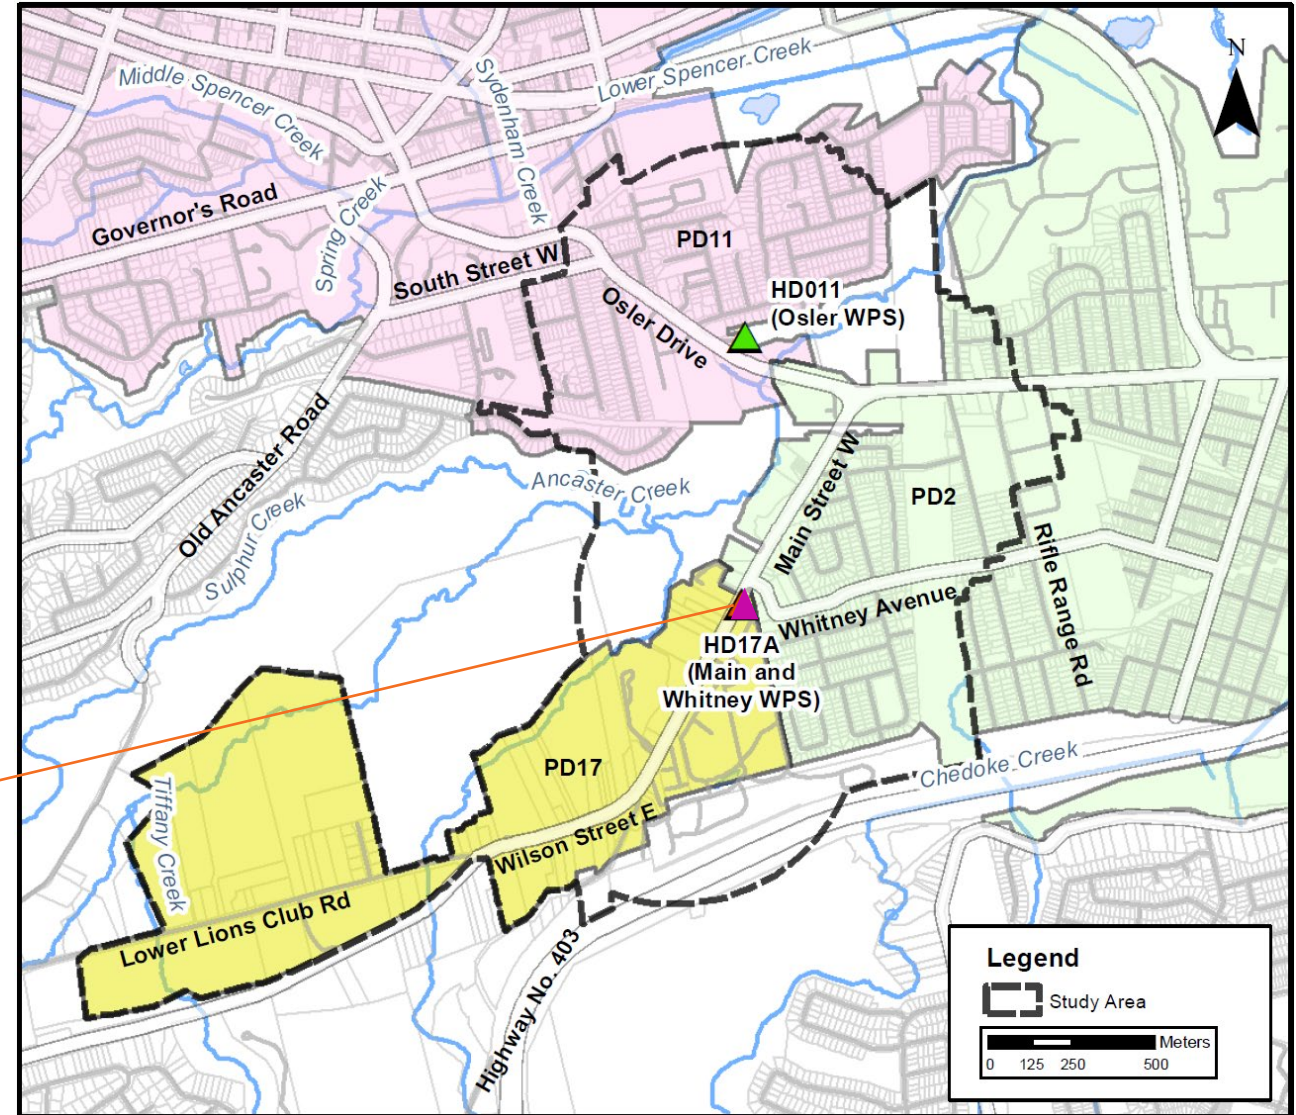 Middle Spencer Creek
Sydenham Creek
Lower Spencer Creek
N
Governor's Road
Spring Creek
South Street W
PD11
HD011
(Osler WPS)
Osler Drive
Old Ancaster Road
Sulphur Creek
Ancaster Creek
Main Street W
PD2
Rifle Range Rd
Whitney Avenue
HD17A
(Main and
Whitney WPS)
PD17
Chedoke Creek
Tiffany Creek
Wilson Street E
Lower Lions Club Rd
Highway No. 403
Legend
Study Area
Meters
0 125 250 500